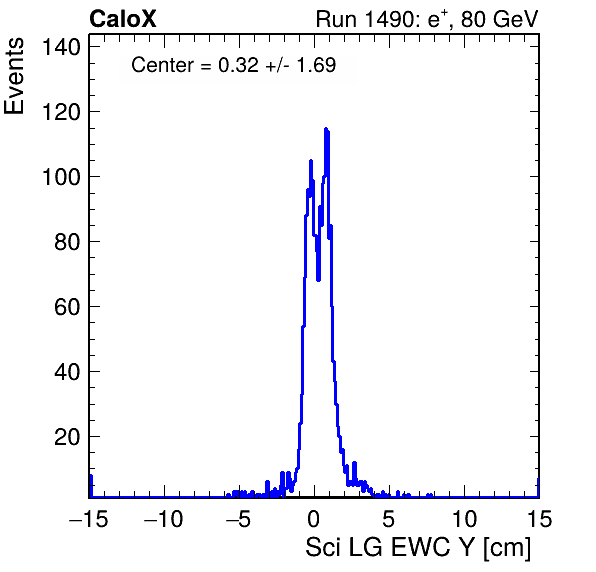 CaloX Run 1490: e⁺, 80 GeV
Center = 0.32 +/- 1.69
Events
140
120
100
80
60
40
20
−15 −10 −5 0 5 10 15
Sci LG EWC Y [cm]